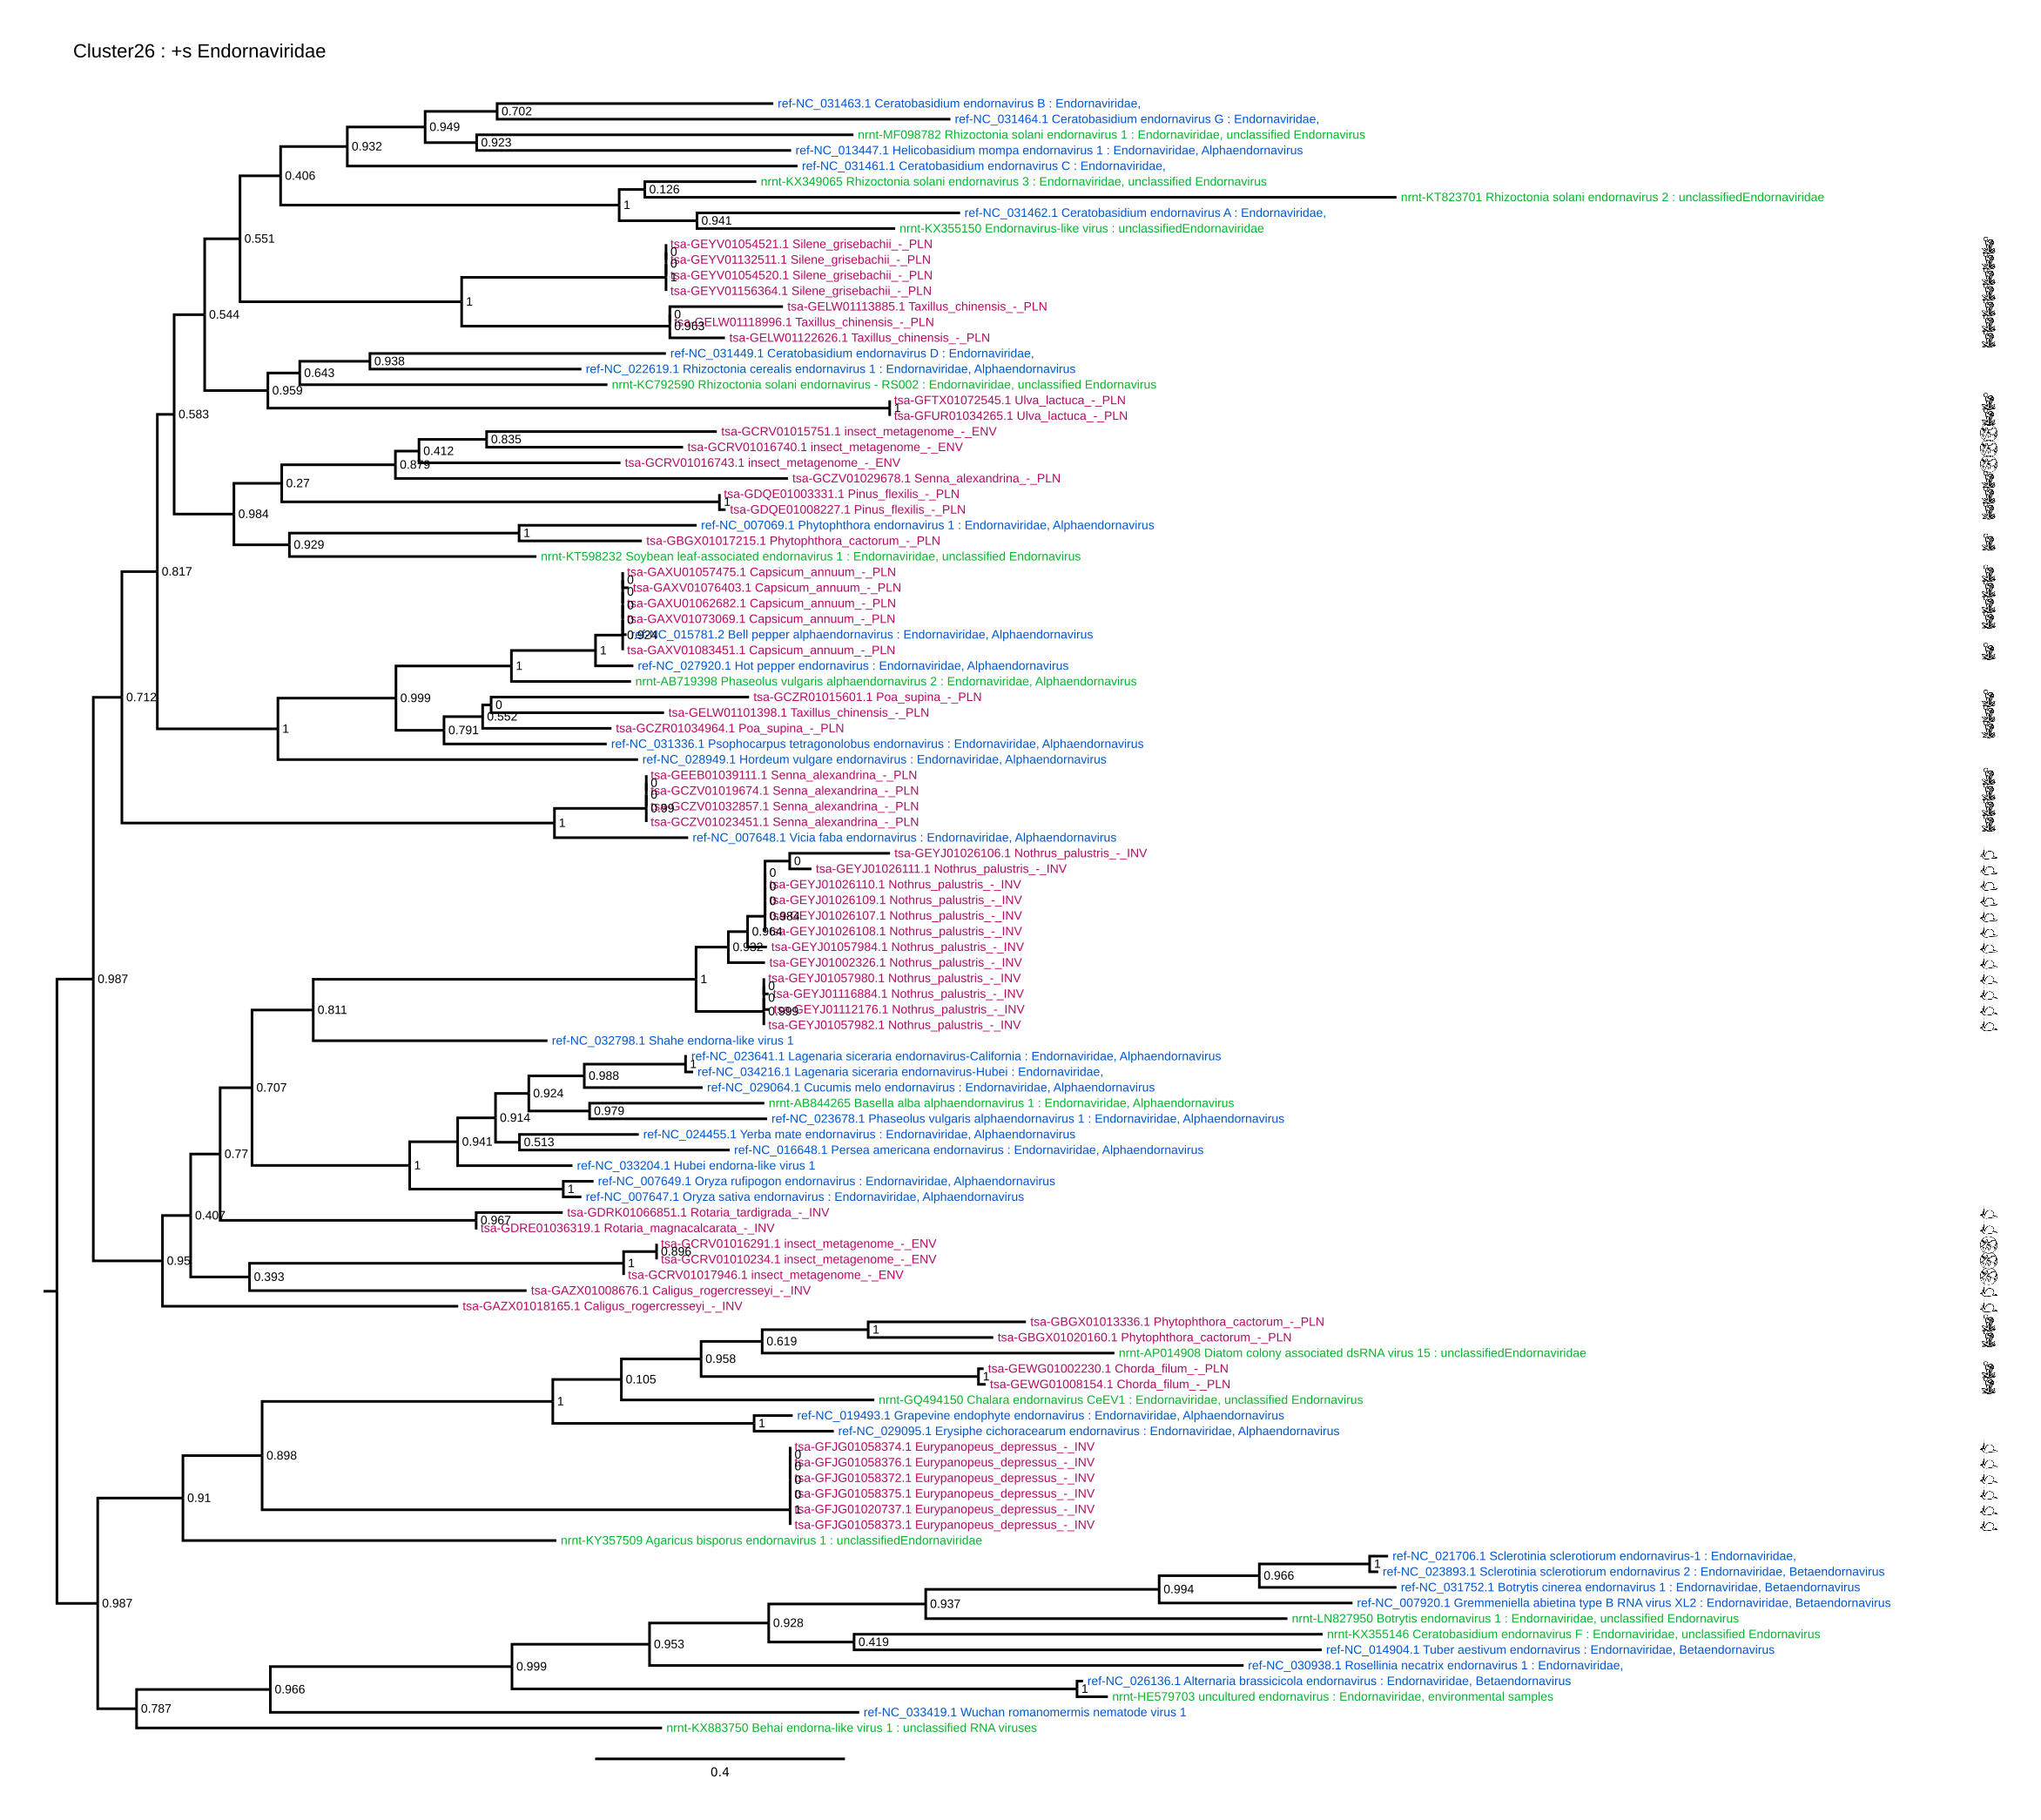 Cluster26 : +s Endornaviridae
ref-NC_031463.1 Ceratobasidium endornavirus B : Endornaviridae,
0.702
ref-NC_031464.1 Ceratobasidium endornavirus G : Endornaviridae,
0.949
nrnt-MF098782 Rhizoctonia solani endornavirus 1 : Endornaviridae, unclassified Endornavirus
0.923
0.932
ref-NC_013447.1 Helicobasidium mompa endornavirus 1 : Endornaviridae, Alphaendornavirus
ref-NC_031461.1 Ceratobasidium endornavirus C : Endornaviridae,
0.406
nrnt-KX349065 Rhizoctonia solani endornavirus 3 : Endornaviridae, unclassified Endornavirus
0.126
nrnt-KT823701 Rhizoctonia solani endornavirus 2 : unclassifiedEndornaviridae
1
ref-NC_031462.1 Ceratobasidium endornavirus A : Endornaviridae,
0.941
nrnt-KX355150 Endornavirus-like virus : unclassifiedEndornaviridae
0.551
tsa-GEYV01054521.1 Silene_grisebachii_-_PLN
0
tsa-GEYV01132511.1 Silene_grisebachii_-_PLN
0
tsa-GEYV01054520.1 Silene_grisebachii_-_PLN
1
tsa-GEYV01156364.1 Silene_grisebachii_-_PLN
1
tsa-GELW01113885.1 Taxillus_chinensis_-_PLN
0
0.544
tsa-GELW01118996.1 Taxillus_chinensis_-_PLN
0.903
tsa-GELW01122626.1 Taxillus_chinensis_-_PLN
ref-NC_031449.1 Ceratobasidium endornavirus D : Endornaviridae,
0.938
ref-NC_022619.1 Rhizoctonia cerealis endornavirus 1 : Endornaviridae, Alphaendornavirus
0.643
nrnt-KC792590 Rhizoctonia solani endornavirus - RS002 : Endornaviridae, unclassified Endornavirus
0.959
tsa-GFTX01072545.1 Ulva_lactuca_-_PLN
1
0.583
tsa-GFUR01034265.1 Ulva_lactuca_-_PLN
tsa-GCRV01015751.1 insect_metagenome_-_ENV
0.835
tsa-GCRV01016740.1 insect_metagenome_-_ENV
0.412
tsa-GCRV01016743.1 insect_metagenome_-_ENV
0.879
tsa-GCZV01029678.1 Senna_alexandrina_-_PLN
0.27
tsa-GDQE01003331.1 Pinus_flexilis_-_PLN
1
tsa-GDQE01008227.1 Pinus_flexilis_-_PLN
0.984
ref-NC_007069.1 Phytophthora endornavirus 1 : Endornaviridae, Alphaendornavirus
1
tsa-GBGX01017215.1 Phytophthora_cactorum_-_PLN
0.929
nrnt-KT598232 Soybean leaf-associated endornavirus 1 : Endornaviridae, unclassified Endornavirus
0.817
tsa-GAXU01057475.1 Capsicum_annuum_-_PLN
0
tsa-GAXV01076403.1 Capsicum_annuum_-_PLN
0
tsa-GAXU01062682.1 Capsicum_annuum_-_PLN
0
tsa-GAXV01073069.1 Capsicum_annuum_-_PLN
0
ref-NC_015781.2 Bell pepper alphaendornavirus : Endornaviridae, Alphaendornavirus
0.924
tsa-GAXV01083451.1 Capsicum_annuum_-_PLN
1
ref-NC_027920.1 Hot pepper endornavirus : Endornaviridae, Alphaendornavirus
1
nrnt-AB719398 Phaseolus vulgaris alphaendornavirus 2 : Endornaviridae, Alphaendornavirus
0.712
0.999
tsa-GCZR01015601.1 Poa_supina_-_PLN
0
tsa-GELW01101398.1 Taxillus_chinensis_-_PLN
0.552
tsa-GCZR01034964.1 Poa_supina_-_PLN
1
0.791
ref-NC_031336.1 Psophocarpus tetragonolobus endornavirus : Endornaviridae, Alphaendornavirus
ref-NC_028949.1 Hordeum vulgare endornavirus : Endornaviridae, Alphaendornavirus
tsa-GEEB01039111.1 Senna_alexandrina_-_PLN
0
tsa-GCZV01019674.1 Senna_alexandrina_-_PLN
0
tsa-GCZV01032857.1 Senna_alexandrina_-_PLN
0.99
tsa-GCZV01023451.1 Senna_alexandrina_-_PLN
1
ref-NC_007648.1 Vicia faba endornavirus : Endornaviridae, Alphaendornavirus
tsa-GEYJ01026106.1 Nothrus_palustris_-_INV
0
tsa-GEYJ01026111.1 Nothrus_palustris_-_INV
0
tsa-GEYJ01026110.1 Nothrus_palustris_-_INV
0
tsa-GEYJ01026109.1 Nothrus_palustris_-_INV
0
tsa-GEYJ01026107.1 Nothrus_palustris_-_INV
0.984
tsa-GEYJ01026108.1 Nothrus_palustris_-_INV
0.964
tsa-GEYJ01057984.1 Nothrus_palustris_-_INV
0.932
tsa-GEYJ01002326.1 Nothrus_palustris_-_INV
0.987
1
tsa-GEYJ01057980.1 Nothrus_palustris_-_INV
0
tsa-GEYJ01116884.1 Nothrus_palustris_-_INV
0
tsa-GEYJ01112176.1 Nothrus_palustris_-_INV
0.811
0.999
tsa-GEYJ01057982.1 Nothrus_palustris_-_INV
ref-NC_032798.1 Shahe endorna-like virus 1
ref-NC_023641.1 Lagenaria siceraria endornavirus-California : Endornaviridae, Alphaendornavirus
1
ref-NC_034216.1 Lagenaria siceraria endornavirus-Hubei : Endornaviridae,
0.988
0.707
ref-NC_029064.1 Cucumis melo endornavirus : Endornaviridae, Alphaendornavirus
0.924
nrnt-AB844265 Basella alba alphaendornavirus 1 : Endornaviridae, Alphaendornavirus
0.979
0.914
ref-NC_023678.1 Phaseolus vulgaris alphaendornavirus 1 : Endornaviridae, Alphaendornavirus
ref-NC_024455.1 Yerba mate endornavirus : Endornaviridae, Alphaendornavirus
0.941
0.513
ref-NC_016648.1 Persea americana endornavirus : Endornaviridae, Alphaendornavirus
0.77
1
ref-NC_033204.1 Hubei endorna-like virus 1
ref-NC_007649.1 Oryza rufipogon endornavirus : Endornaviridae, Alphaendornavirus
1
ref-NC_007647.1 Oryza sativa endornavirus : Endornaviridae, Alphaendornavirus
0.407
tsa-GDRK01066851.1 Rotaria_tardigrada_-_INV
0.967
tsa-GDRE01036319.1 Rotaria_magnacalcarata_-_INV
tsa-GCRV01016291.1 insect_metagenome_-_ENV
0.896
0.95
tsa-GCRV01010234.1 insect_metagenome_-_ENV
1
tsa-GCRV01017946.1 insect_metagenome_-_ENV
0.393
tsa-GAZX01008676.1 Caligus_rogercresseyi_-_INV
tsa-GAZX01018165.1 Caligus_rogercresseyi_-_INV
tsa-GBGX01013336.1 Phytophthora_cactorum_-_PLN
1
tsa-GBGX01020160.1 Phytophthora_cactorum_-_PLN
0.619
nrnt-AP014908 Diatom colony associated dsRNA virus 15 : unclassifiedEndornaviridae
0.958
tsa-GEWG01002230.1 Chorda_filum_-_PLN
1
0.105
tsa-GEWG01008154.1 Chorda_filum_-_PLN
1
nrnt-GQ494150 Chalara endornavirus CeEV1 : Endornaviridae, unclassified Endornavirus
ref-NC_019493.1 Grapevine endophyte endornavirus : Endornaviridae, Alphaendornavirus
1
ref-NC_029095.1 Erysiphe cichoracearum endornavirus : Endornaviridae, Alphaendornavirus
0.898
tsa-GFJG01058374.1 Eurypanopeus_depressus_-_INV
0
tsa-GFJG01058376.1 Eurypanopeus_depressus_-_INV
0
tsa-GFJG01058372.1 Eurypanopeus_depressus_-_INV
0
0.91
tsa-GFJG01058375.1 Eurypanopeus_depressus_-_INV
0
tsa-GFJG01020737.1 Eurypanopeus_depressus_-_INV
1
tsa-GFJG01058373.1 Eurypanopeus_depressus_-_INV
nrnt-KY357509 Agaricus bisporus endornavirus 1 : unclassifiedEndornaviridae
ref-NC_021706.1 Sclerotinia sclerotiorum endornavirus-1 : Endornaviridae,
1
ref-NC_023893.1 Sclerotinia sclerotiorum endornavirus 2 : Endornaviridae, Betaendornavirus
0.966
ref-NC_031752.1 Botrytis cinerea endornavirus 1 : Endornaviridae, Betaendornavirus
0.994
0.987
0.937
ref-NC_007920.1 Gremmeniella abietina type B RNA virus XL2 : Endornaviridae, Betaendornavirus
nrnt-LN827950 Botrytis endornavirus 1 : Endornaviridae, unclassified Endornavirus
0.928
nrnt-KX355146 Ceratobasidium endornavirus F : Endornaviridae, unclassified Endornavirus
0.419
0.953
ref-NC_014904.1 Tuber aestivum endornavirus : Endornaviridae, Betaendornavirus
0.999
ref-NC_030938.1 Rosellinia necatrix endornavirus 1 : Endornaviridae,
ref-NC_026136.1 Alternaria brassicicola endornavirus : Endornaviridae, Betaendornavirus
0.966
1
nrnt-HE579703 uncultured endornavirus : Endornaviridae, environmental samples
0.787
ref-NC_033419.1 Wuchan romanomermis nematode virus 1
nrnt-KX883750 Behai endorna-like virus 1 : unclassified RNA viruses
0.4